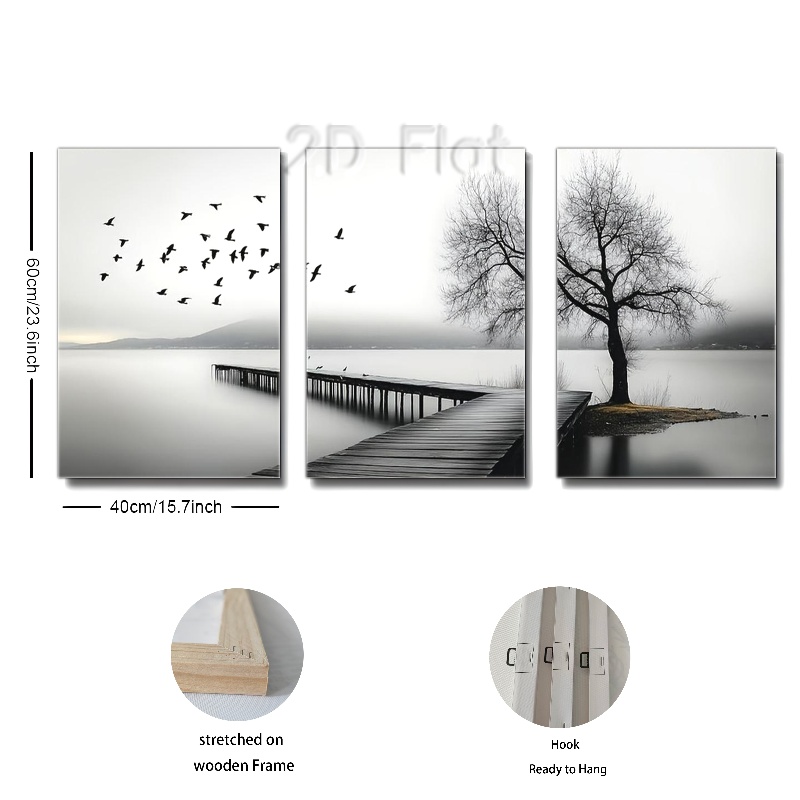 2D Flat
60cm/23.6inch
40cm/15.7inch
stretched on
wooden Frame
Hook
Ready to Hang